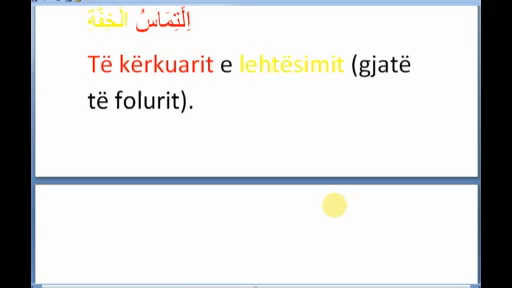 اِلْتِمَاسُ الْخِفَّةِ
Të kërkuarit e lehtësimit (gjatë
të folurit).